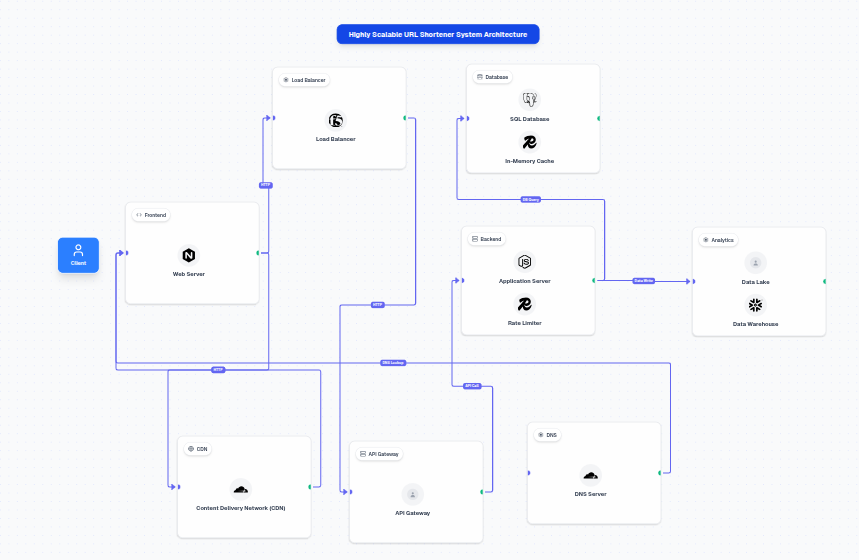 Highly Scalable URL Shortener System Architecture
Load Balancer
Load Balancer
Database
SQL Database
In-Memory Cache
HTTP
DB Query
Frontend
Web Server
Client
Backend
Application Server
Rate Limiter
Data Write
Analytics
Data Lake
Data Warehouse
HTTP
DNS Lookup
HTTP
API Call
CDN
Content Delivery Network (CDN)
API Gateway
API Gateway
DNS
DNS Server